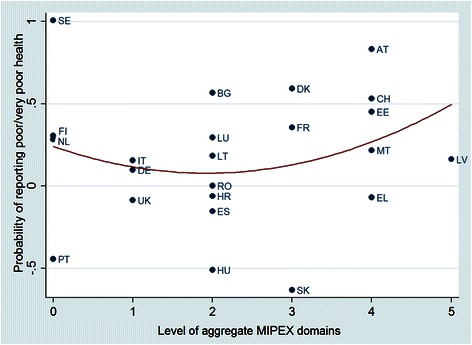 Probability of reporting poor/very poor health
1
.5
0
-.5
SE
AT
BG
DK
CH
EE
FI
NL
LU
FR
MT
IT
DE
LT
LV
UK
RO
HR
ES
EL
PT
HU
SK
0 1 2 3 4 5
Level of aggregate MIPEX domains